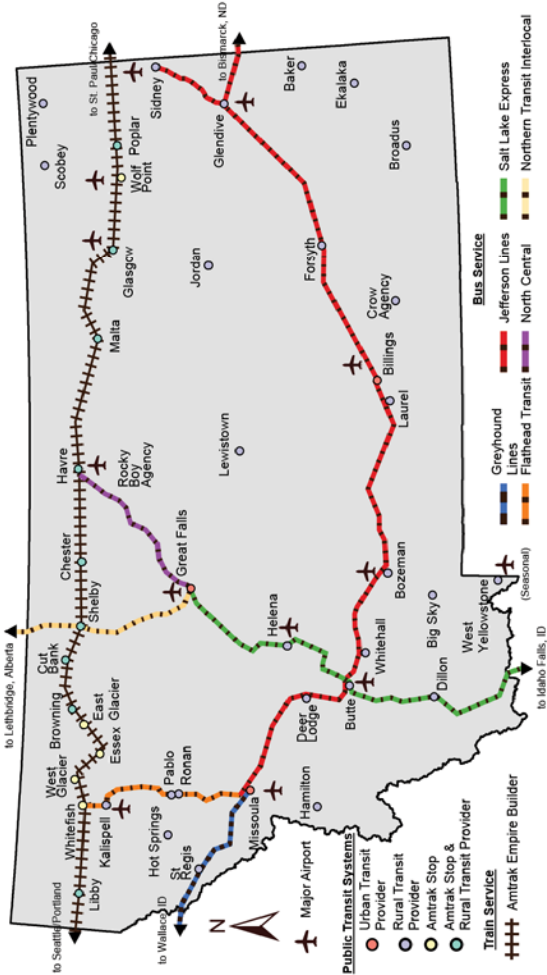 to Lethbridge, Alberta
to Seattle/Portland
Libby
Whitefish
West
Glacier
Kalispell
Essex
East
Glacier
Browning
Cut
Bank
Shelby
Chester
Havre
Malta
Glasgcw
Wolf
Point
Poplar
Scobey
Plentywood
to St. Paul/Chicago
Sidney
to Bismarck, ND
Glendive
Baker
Ekalaka
Broadus
Jordan
Forsyth
Crow
Agency
Billings
Laurel
Lewistown
Rocky
Boy
Agency
Great Falls
Helena
Bozeman
Big Sky
West
Yellowstone
(Seasonal)
Whitehall
Butte
Dillon
to Idaho Falls, ID
Deer
Lodge
Pablo
Ronan
Hot Springs
St
Regis
Missoula
Hamilton
to Wallace, ID
N
Major Airport
Public Transit Systems
Urban Transit
Provider
Rural Transit
Provider
Amtrak Stop
Amtrak Stop &
Rural Transit Provider
Train Service
Amtrak Empire Builder
Bus Service
Greyhound
Lines
Flathead Transit
Jefferson Lines
North Central
Salt Lake Express
Northern Transit Interlocal